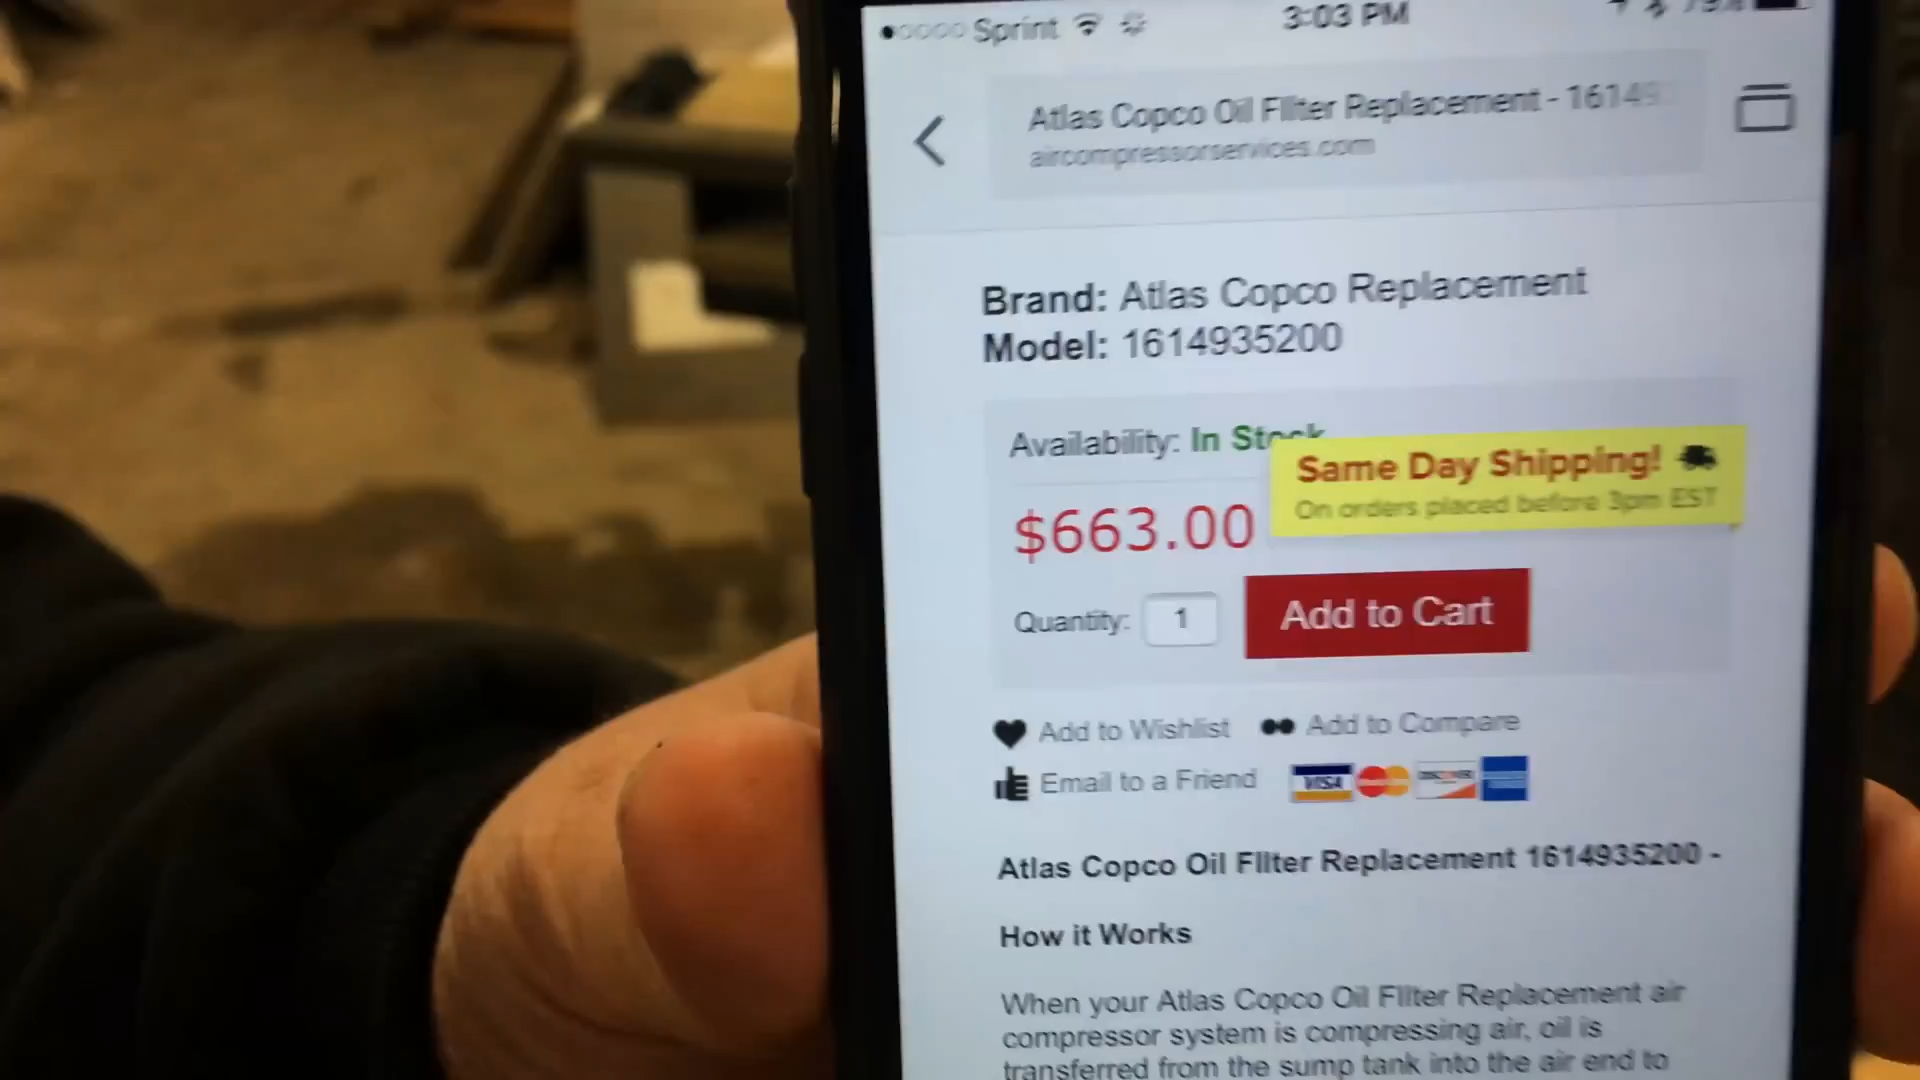 Sprint 3:03 PM
Atlas Copco Oil FIlter Replacement - 16149
aircompressorservices.com
Brand: Atlas Copco Replacement
Model: 1614935200
Availability: In Stock
Same Day Shipping!
On orders placed before 3pm EST
$663.00
Quantity: 1 Add to Cart
Add to Wishlist Add to Compare
Email to a Friend VISA DISCOVER
Atlas Copco Oil FIlter Replacement 1614935200 -
How it Works
When your Atlas Copco Oil FIlter Replacement air
compressor system is compressing air, oil is
transferred from the sump tank into the air end to